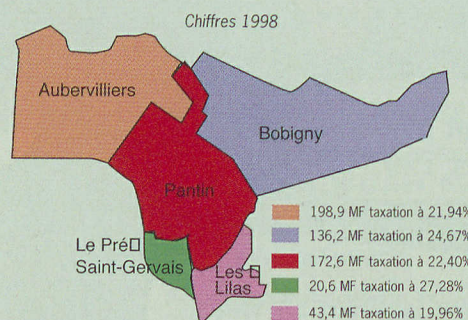 Chiffres 1998
Aubervilliers
Bobigny
Pantin
Le Pré
Saint-Gervais
Les
Lilas
198,9 MF taxation à 21,94%
136,2 MF taxation à 24,67%
172,6 MF taxation à 22,40%
20,6 MF taxation à 27,28%
43,4 MF taxation à 19,96%